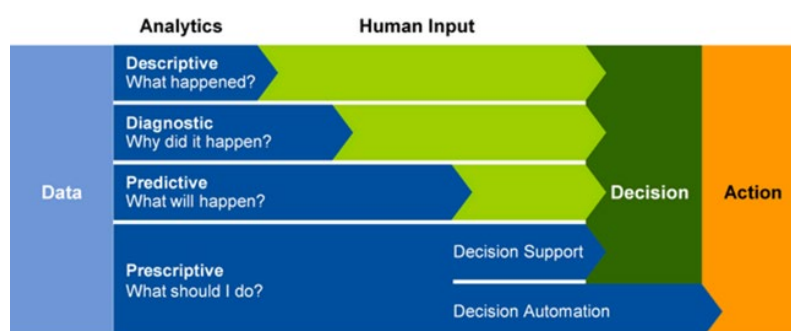 Analytics
Human Input
Descriptive
What happened?
Diagnostic
Why did it happen?
Predictive
What will happen?
Data
Decision
Action
Decision Support
Prescriptive
What should I do?
Decision Automation